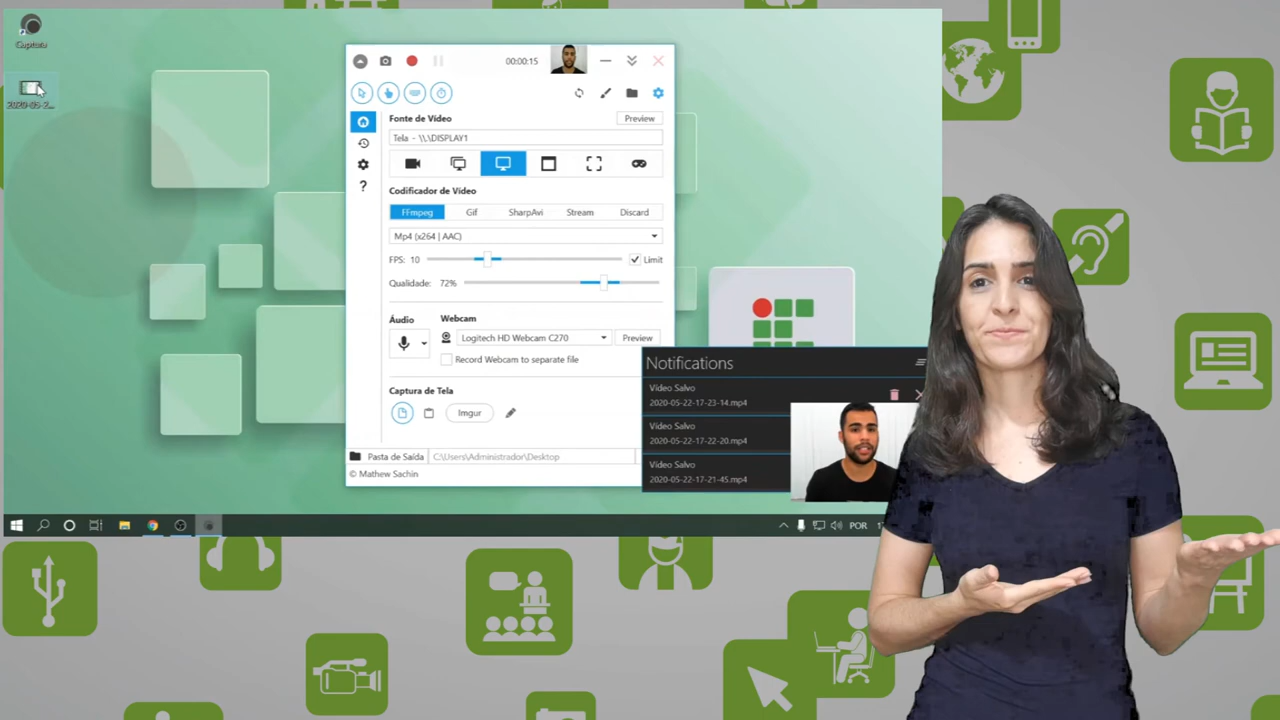 Captura
2020-05-2...
00:00:15
Fonte de Vídeo
Preview
Tela - \\.\DISPLAY1
Codificador de Vídeo
FFmpeg
Gif
SharpAvi
Stream
Discard
Mp4 (x264 | AAC)
FPS: 10
Limit
Qualidade: 72%
Áudio
Webcam
Logitech HD Webcam C270
Preview
Record Webcam to separate file
Captura de Tela
Imgur
Pasta de Saída
C:\Users\Administrador\Desktop
© Mathew Sachin
Notifications
Vídeo Salvo
2020-05-22-17-23-14.mp4
Vídeo Salvo
2020-05-22-17-22-20.mp4
Vídeo Salvo
2020-05-22-17-21-45.mp4
POR